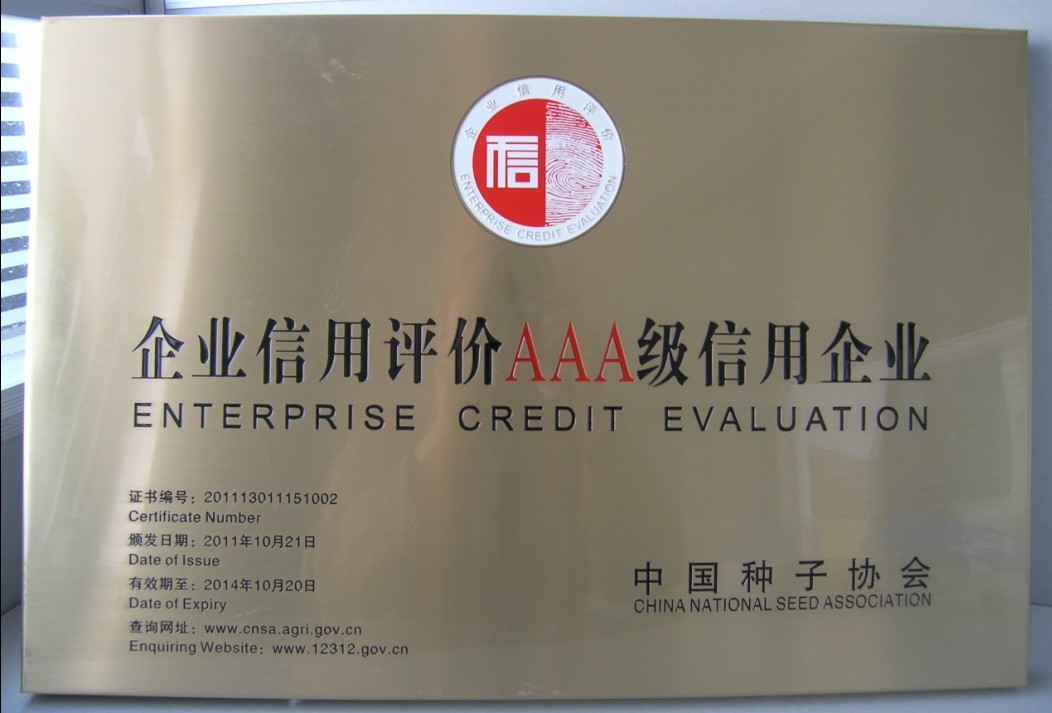 企业信用评价
信
ENTERPRISE CREDIT EVALUATION
企业信用评价AAA级信用企业
ENTERPRISE CREDIT EVALUATION
证书编号：201113011151002
Certificate Number
颁发日期：2011年10月21日
Date of Issue
有效期至：2014年10月20日
Date of Expiry
查询网址：www.cnsa.agri.gov.cn
Enquiring Website：www.12312.gov.cn
中国种子协会
CHINA NATIONAL SEED ASSOCIATION